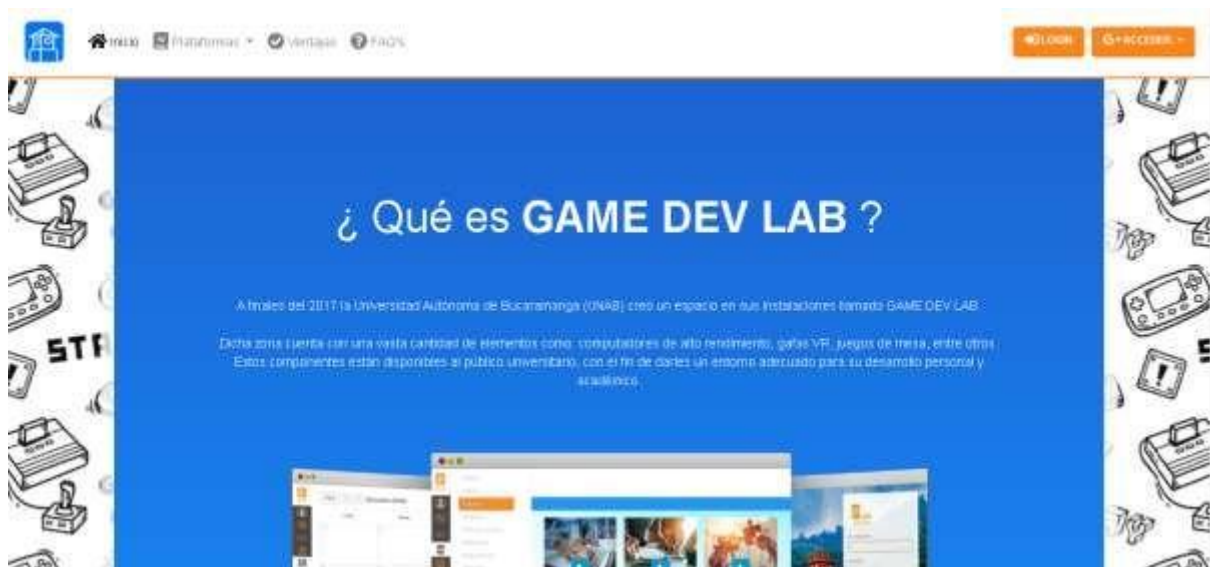 Inicio Plataformas Ventajas FAQ's
LOGIN
ACCEDER
¿ Qué es GAME DEV LAB ?
A finales del 2017 la Universidad Autónoma de Bucaramanga (UNAB) creó un espacio en sus instalaciones llamado GAME DEV LAB
Dicha zona cuenta con una vasta cantidad de elementos como: computadores de alto rendimiento, gafas VR, juegos de mesa, entre otros.
Estos componentes están disponibles al público universitario, con el fin de darles un entorno adecuado para su desarrollo personal y
académico.
STA